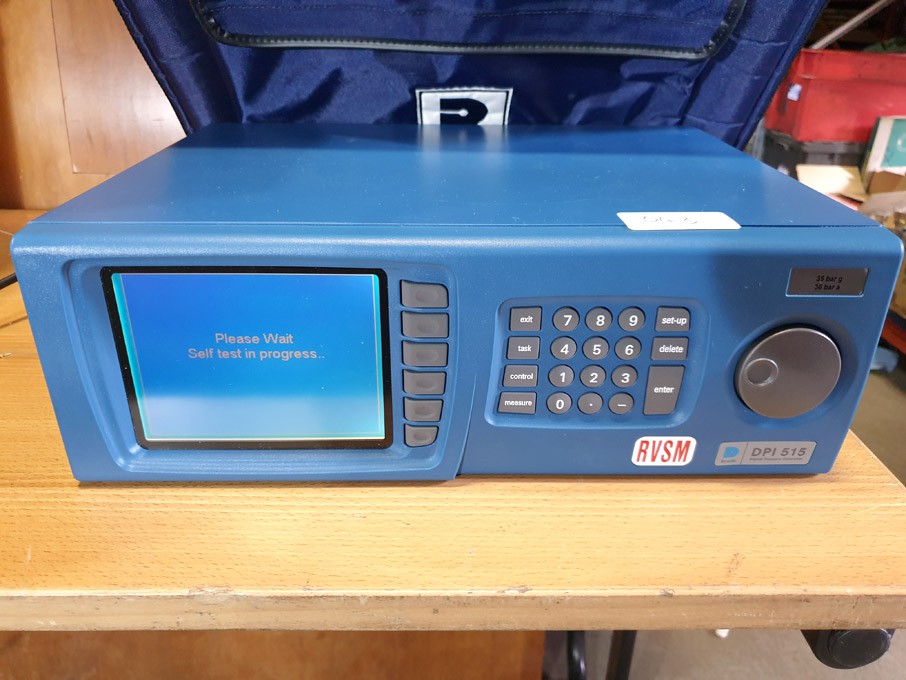 Please Wait
Self test in progress..
exit 7 8 9 set-up
task 4 5 6 delete
control 1 2 3 enter
measure 0 . –
35 bar g
36 bar a
RVSM
DPI 515